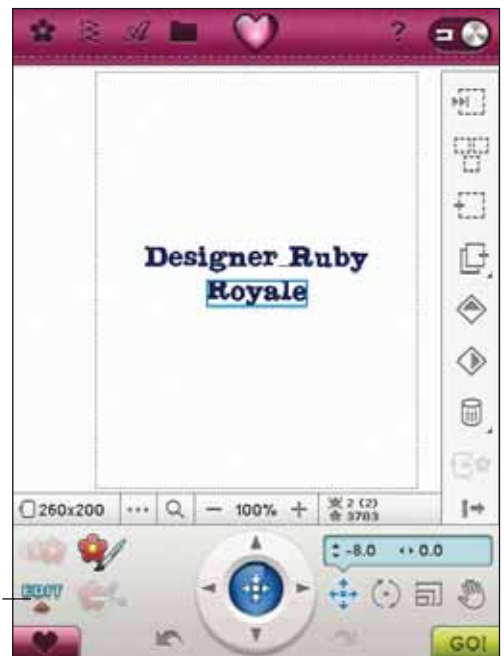 ?
Designer Ruby
Royale
260x200 ... − 100% + 2 (2)
3783
-8.0 0.0
EDIT
GO!